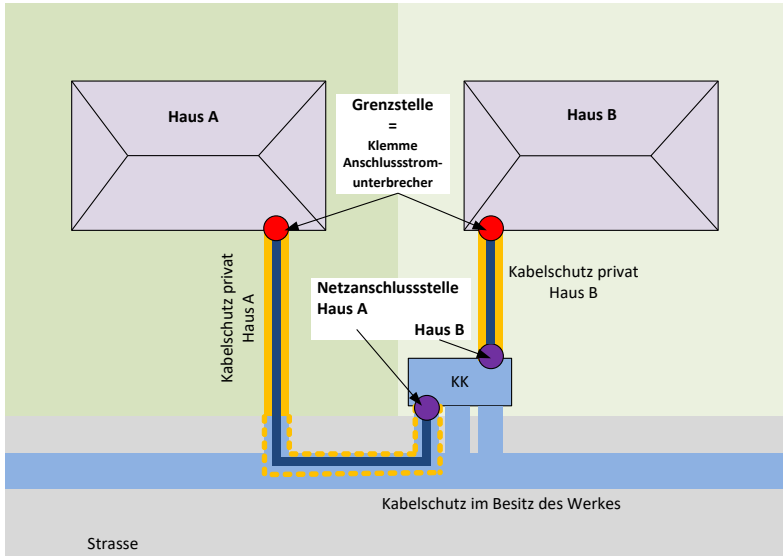 Haus A
Haus B
Grenzstelle
=
Klemme
Anschlussstrom-
unterbrecher
Kabelschutz privat
Haus A
Kabelschutz privat
Haus B
Netzanschlussstelle
Haus A
Haus B
KK
Kabelschutz im Besitz des Werkes
Strasse